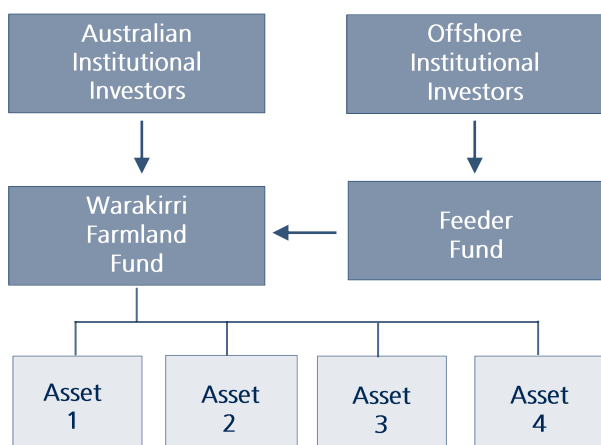 Australian
Institutional
Investors
Offshore
Institutional
Investors
Warakirri
Farmland
Fund
Feeder
Fund
Asset
1
Asset
2
Asset
3
Asset
4